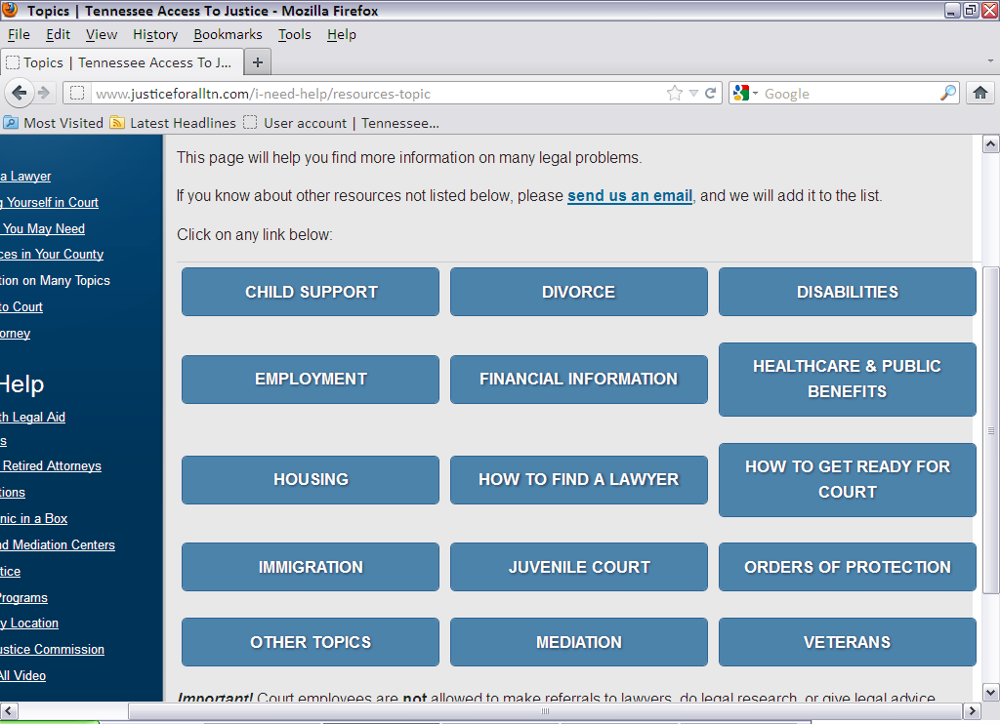 Topics | Tennessee Access To Justice - Mozilla Firefox
File Edit View History Bookmarks Tools Help
Topics | Tennessee Access To J...
www.justiceforalltn.com/i-need-help/resources-topic
Google
Most Visited Latest Headlines User account | Tennessee...
a Lawyer
g Yourself in Court
You May Need
ces in Your County
tion on Many Topics
to Court
orney
Help
th Legal Aid
s
Retired Attorneys
tions
nic in a Box
nd Mediation Centers
tice
Programs
y Location
ustice Commission
All Video
This page will help you find more information on many legal problems.
If you know about other resources not listed below, please send us an email, and we will add it to the list.
Click on any link below:
CHILD SUPPORT DIVORCE DISABILITIES
EMPLOYMENT FINANCIAL INFORMATION HEALTHCARE & PUBLIC
BENEFITS
HOUSING HOW TO FIND A LAWYER HOW TO GET READY FOR
COURT
IMMIGRATION JUVENILE COURT ORDERS OF PROTECTION
OTHER TOPICS MEDIATION VETERANS
Important! Court employees are not allowed to make referrals to lawyers, do legal research, or give legal advice.